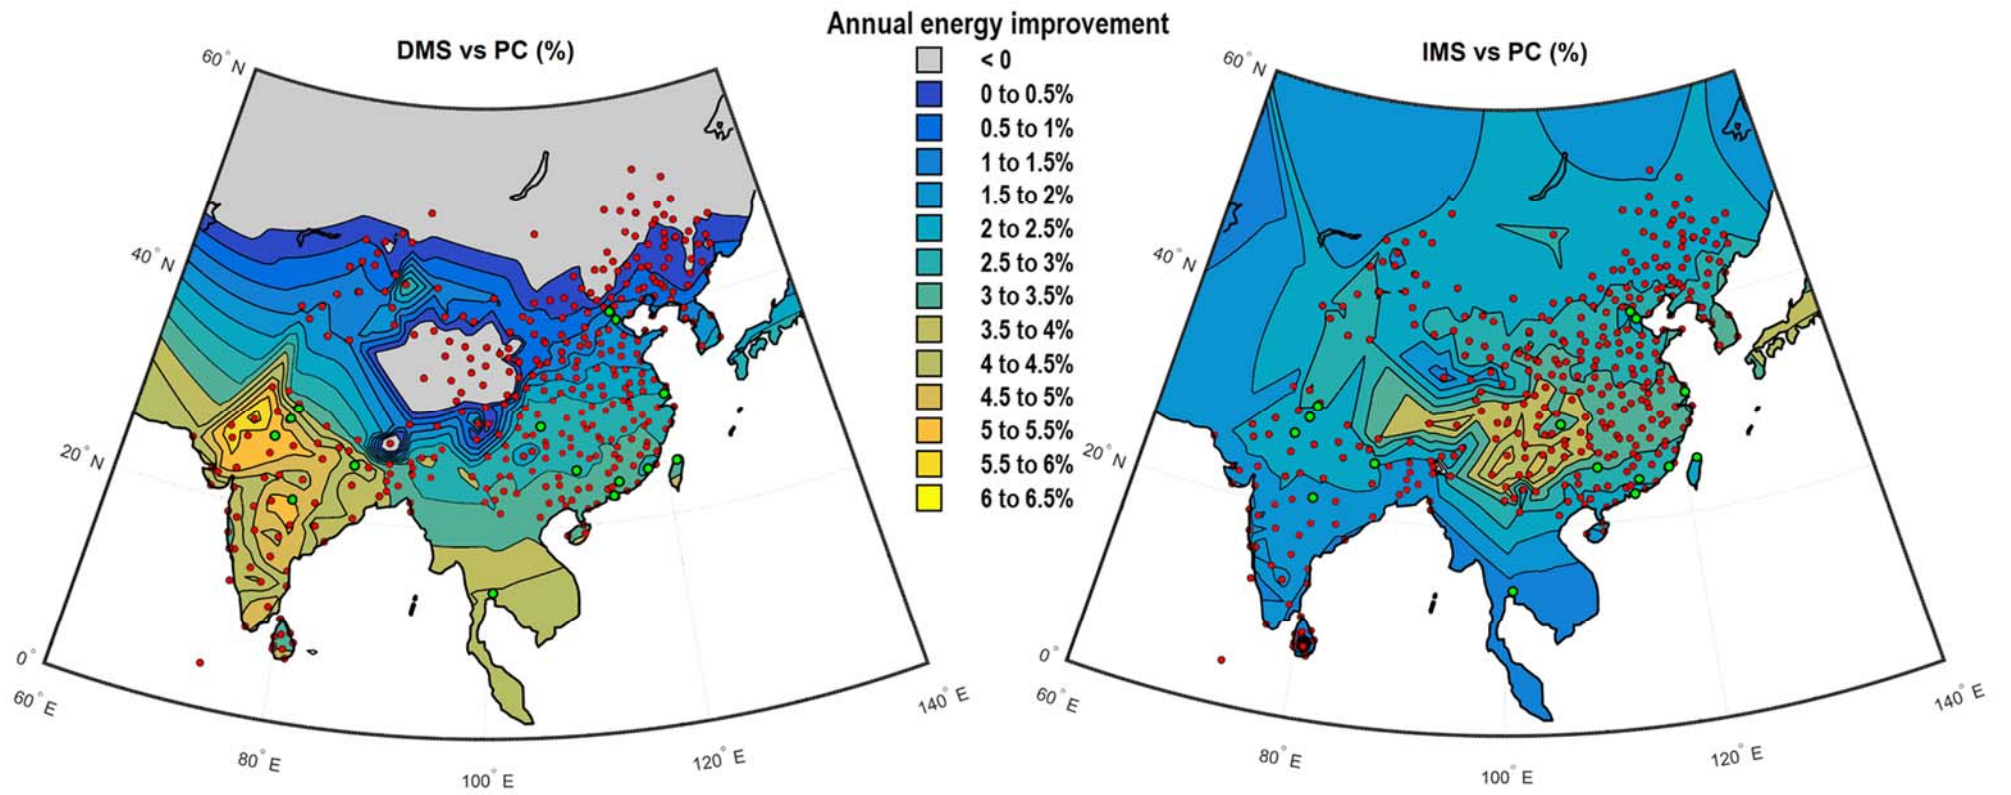 Annual energy improvement
DMS vs PC (%)
60° N
40° N
20° N
0°
60° E
80° E
100° E
120° E
140° E
< 0
0 to 0.5%
0.5 to 1%
1 to 1.5%
1.5 to 2%
2 to 2.5%
2.5 to 3%
3 to 3.5%
3.5 to 4%
4 to 4.5%
4.5 to 5%
5 to 5.5%
5.5 to 6%
6 to 6.5%
IMS vs PC (%)
60° N
40° N
20° N
0°
60° E
80° E
100° E
120° E
140° E